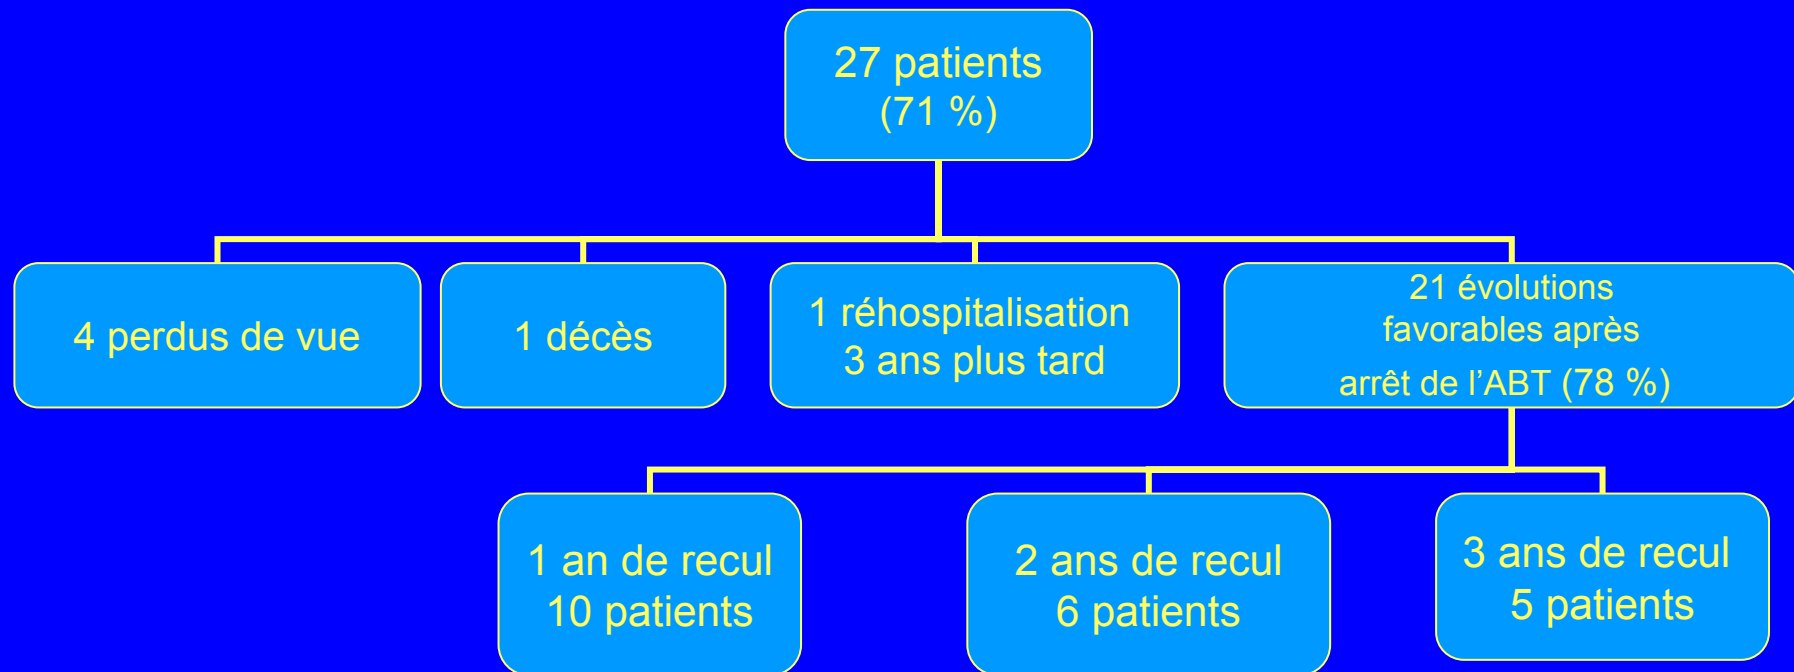 27 patients
(71 %)
4 perdus de vue
1 décès
1 réhospitalisation
3 ans plus tard
21 évolutions
favorables après
arrêt de l’ABT (78 %)
1 an de recul
10 patients
2 ans de recul
6 patients
3 ans de recul
5 patients